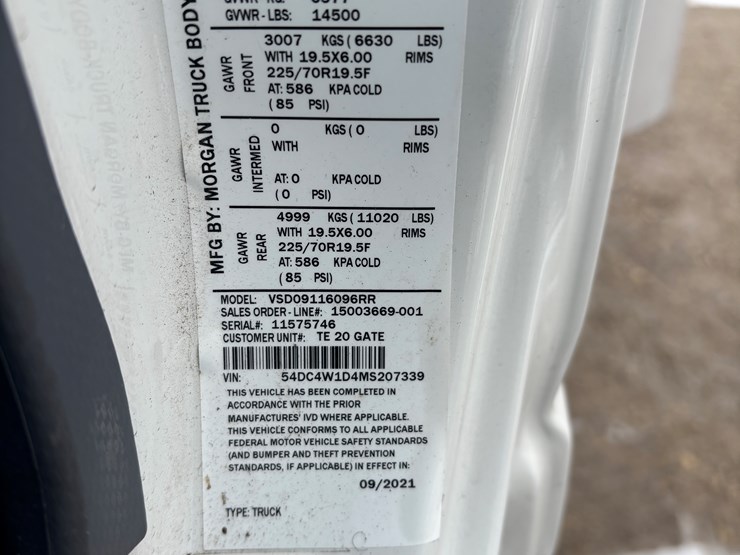 GVWR - LBS: 14500
MFG BY: MORGAN TRUCK BODY
GAWR FRONT
3007 KGS ( 6630 LBS)
WITH 19.5X6.00 RIMS
225/70R19.5F
AT: 586 KPA COLD
( 85 PSI)
GAWR INTERMED
0 KGS ( 0 LBS)
WITH RIMS
AT: 0 KPA COLD
( 0 PSI)
GAWR REAR
4999 KGS ( 11020 LBS)
WITH 19.5X6.00 RIMS
225/70R19.5F
AT: 586 KPA COLD
( 85 PSI)
MODEL: VSD09116096RR
SALES ORDER - LINE#: 15003669-001
SERIAL#: 11575746
CUSTOMER UNIT#: TE 20 GATE
VIN: 54DC4W1D4MS207339
THIS VEHICLE HAS BEEN COMPLETED IN
ACCORDANCE WITH THE PRIOR
MANUFACTURES' IVD WHERE APPLICABLE.
THIS VEHICLE CONFORMS TO ALL APPLICABLE
FEDERAL MOTOR VEHICLE SAFETY STANDARDS
(AND BUMPER AND THEFT PREVENTION
STANDARDS, IF APPLICABLE) IN EFFECT IN:
09/2021
TYPE: TRUCK